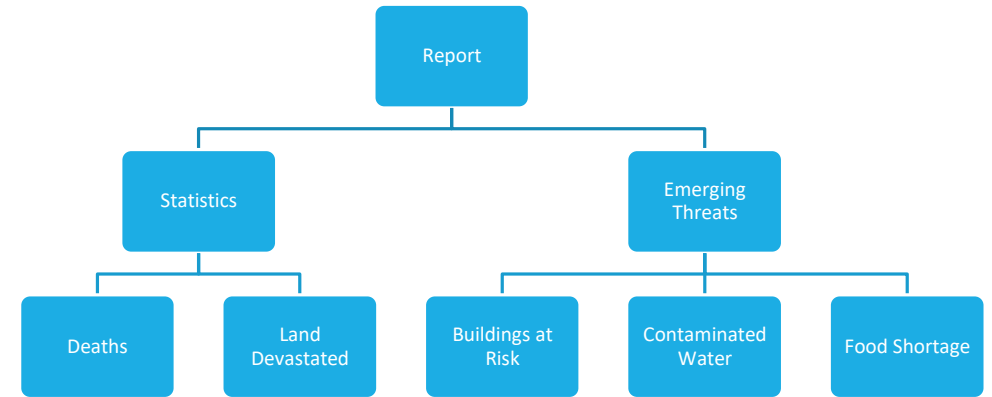 Report
Statistics
Emerging
Threats
Deaths
Land
Devastated
Buildings at
Risk
Contaminated
Water
Food Shortage